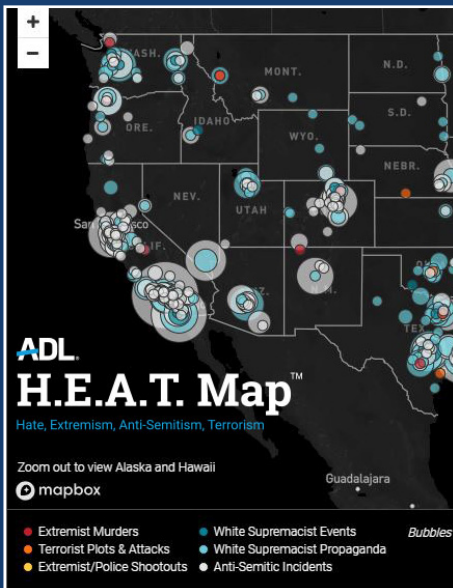 +
−
WASH.
MONT.
N.D.
ORE.
IDAHO
S.D.
WYO.
NEBR.
NEV.
UTAH
San Francisco
CALIF.
ARIZ.
N.M.
TEX
ADL.
H.E.A.T. Map™
Hate, Extremism, Anti-Semitism, Terrorism
Zoom out to view Alaska and Hawaii
mapbox
Guadalajara
Extremist Murders
White Supremacist Events
Bubbles
Terrorist Plots & Attacks
White Supremacist Propaganda
Extremist/Police Shootouts
Anti-Semitic Incidents